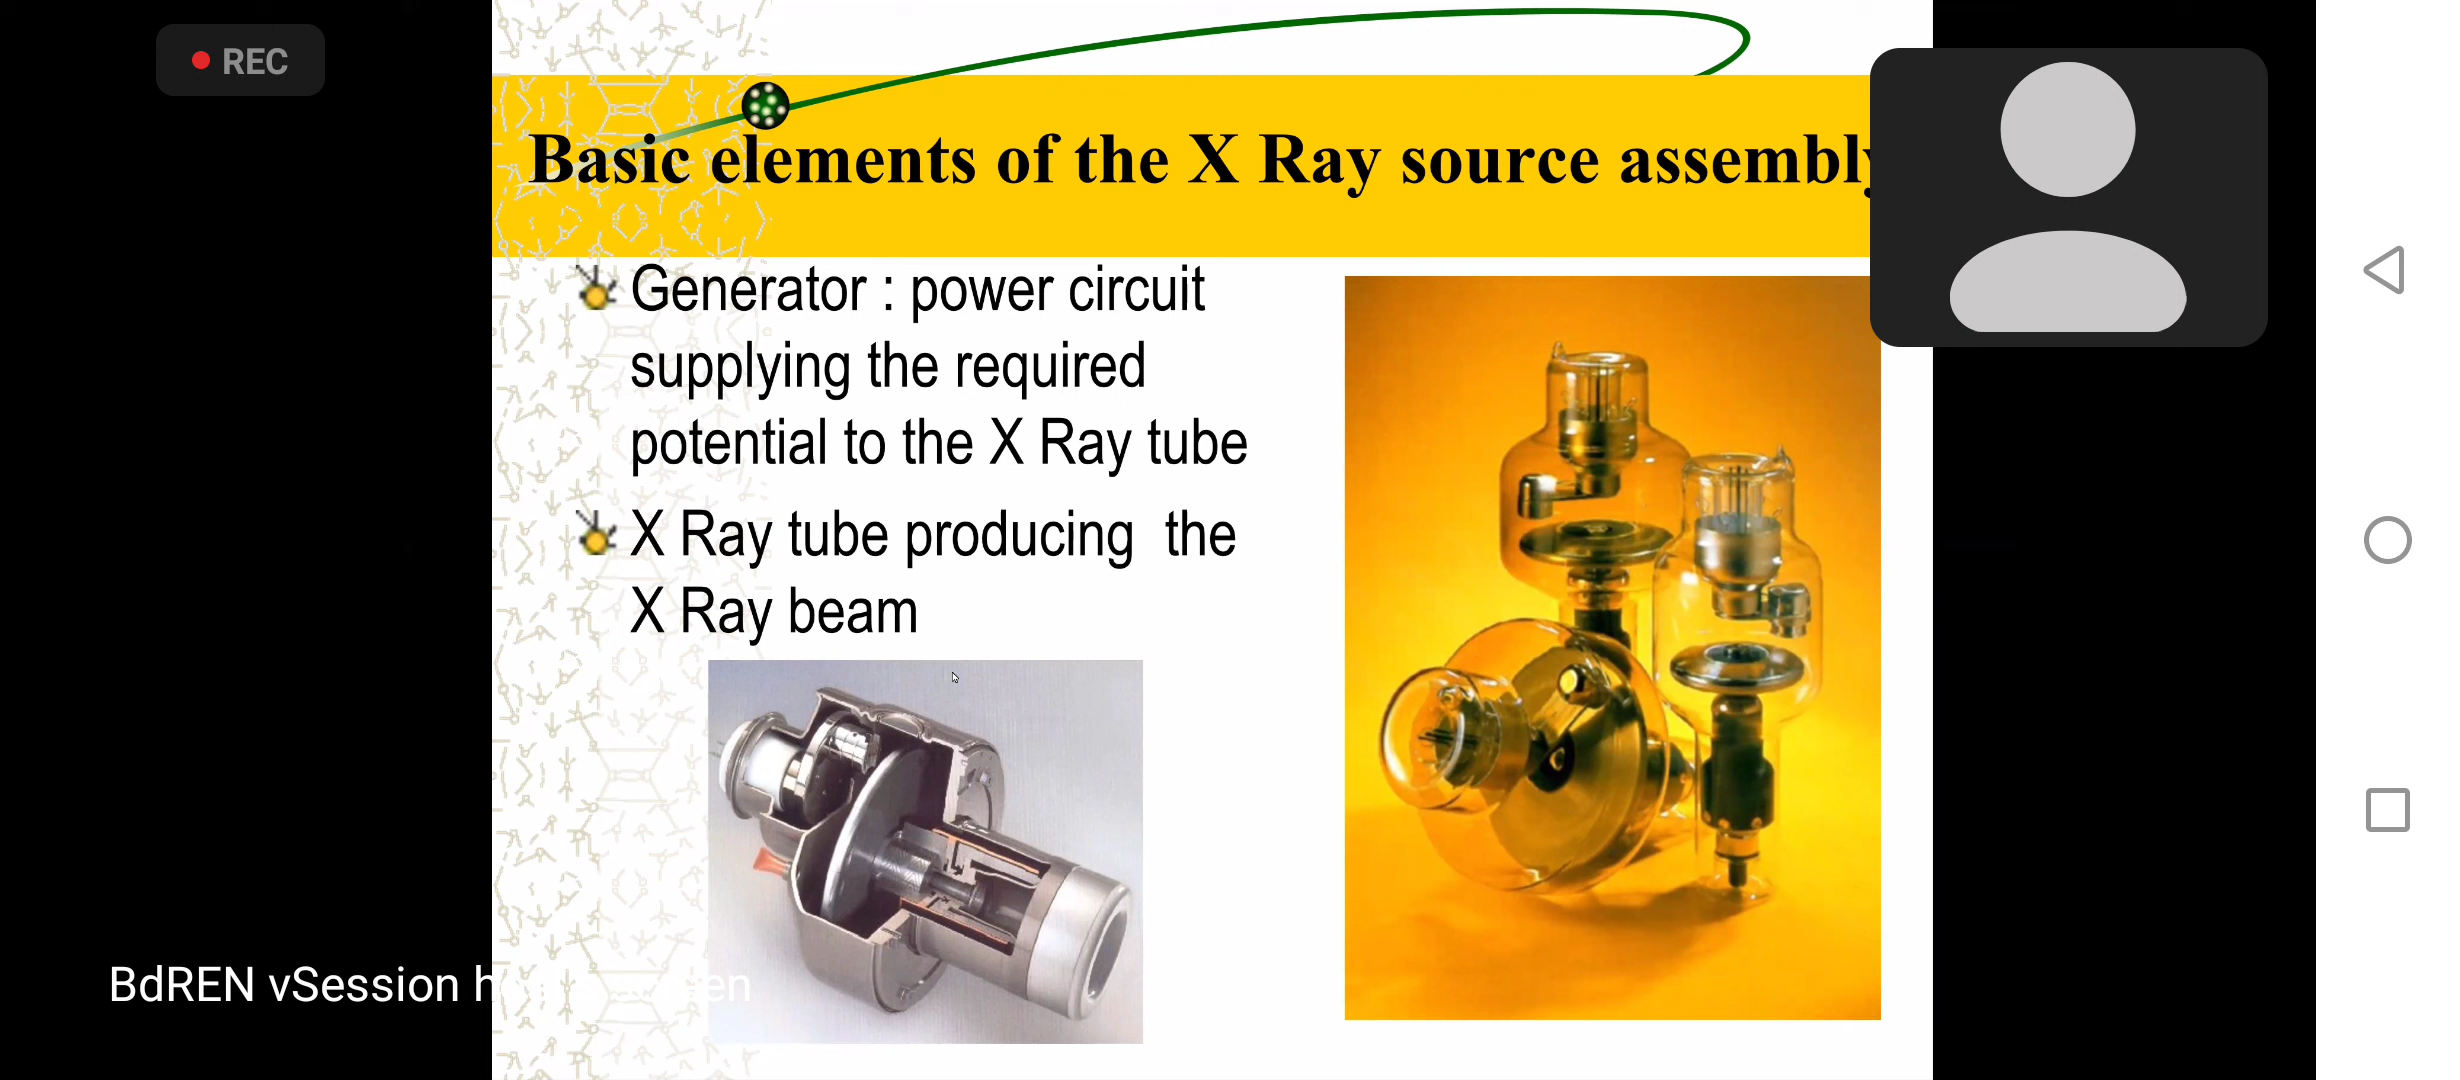 REC
Basic elements of the X Ray source assembly
Generator : power circuit
supplying the required
potential to the X Ray tube
X Ray tube producing the
X Ray beam
BdREN vSession